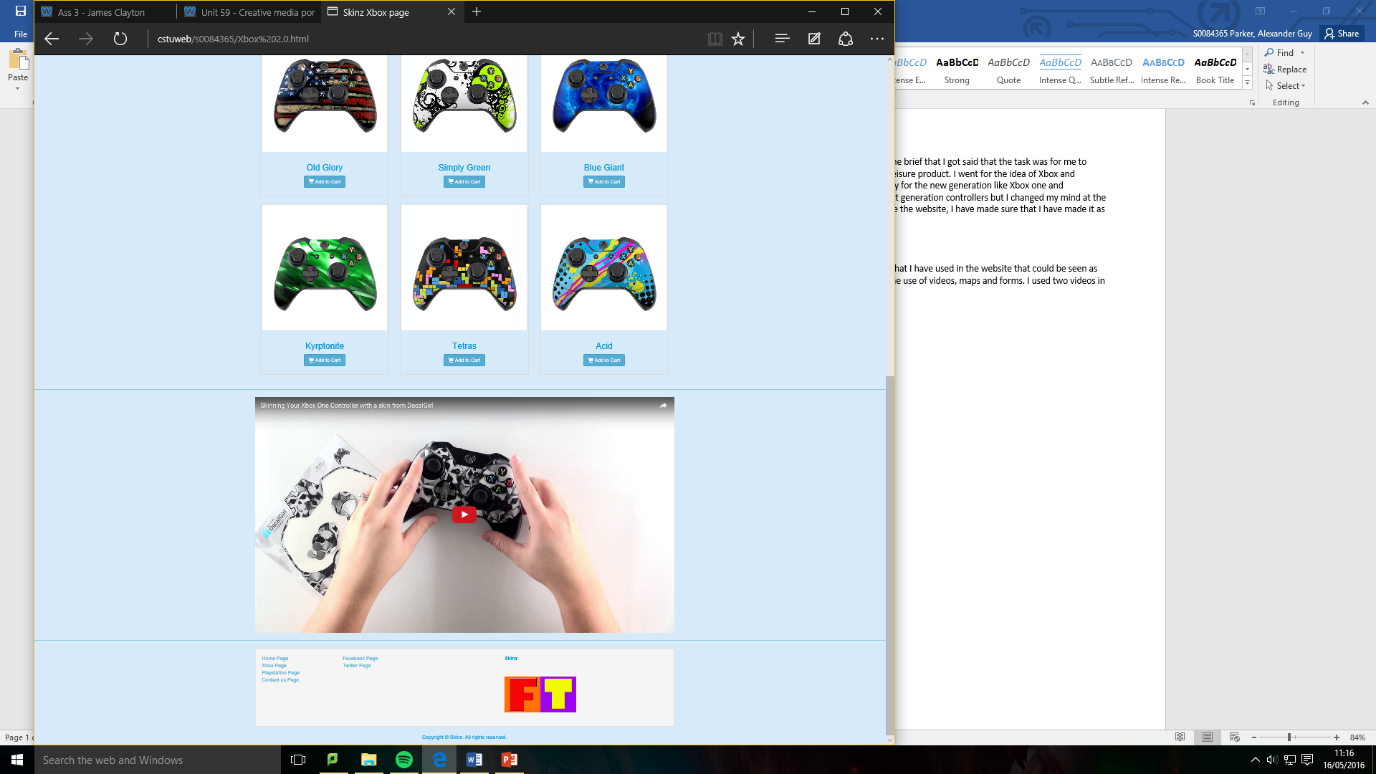 Ass 3 - James Clayton
Unit 59 - Creative media por
Skinz Xbox page
cstuweb/s0084365/Xbox%202.0.html
S0084365 Parker, Alexander Guy
Share
File
Paste
AaBbCcD
AaBbCcDd
AaBbCcD
AaBbCcD
AaBbCcD
AaBbCcD
Intense E...
Strong
Quote
Intense Q...
Subtle Ref...
Intense Re...
Book Title
Find
Replace
Select
Editing
Old Glory
Simply Green
Blue Giant
Add to Cart
Add to Cart
Add to Cart
Kyrptonite
Tetras
Acid
Add to Cart
Add to Cart
Add to Cart
e brief that I got said that the task was for me to
eisure product. I went for the idea of Xbox and
y for the new generation like Xbox one and
t generation controllers but I changed my mind at the
e the website, I have made sure that I have made it as
hat I have used in the website that could be seen as
e use of videos, maps and forms. I used two videos in
Skinning Your Xbox One Controller with a skin from DecalGirl
DecalGirl
Home Page
Xbox Page
Playstation Page
Contact us Page
Facebook Page
Twitter Page
Skinz
FT
Copyright © Skinz. All rights reserved.
Page 1
84%
Search the web and Windows
11:16
16/05/2016